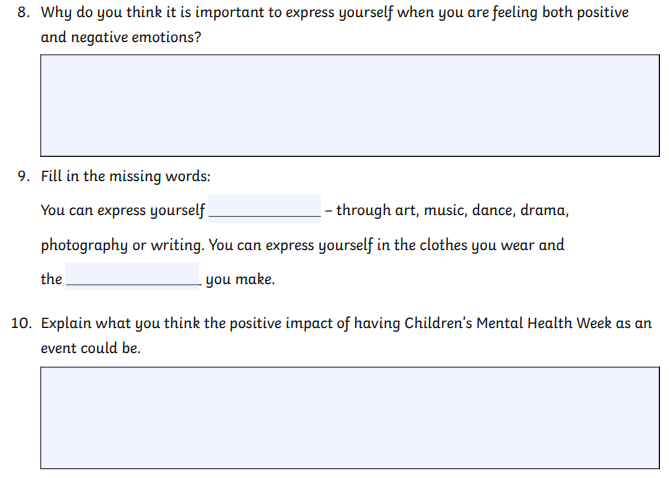 8. Why do you think it is important to express yourself when you are feeling both positive
and negative emotions?
9. Fill in the missing words:
You can express yourself ______________ – through art, music, dance, drama,
photography or writing. You can express yourself in the clothes you wear and
the _________________ you make.
10. Explain what you think the positive impact of having Children's Mental Health Week as an
event could be.